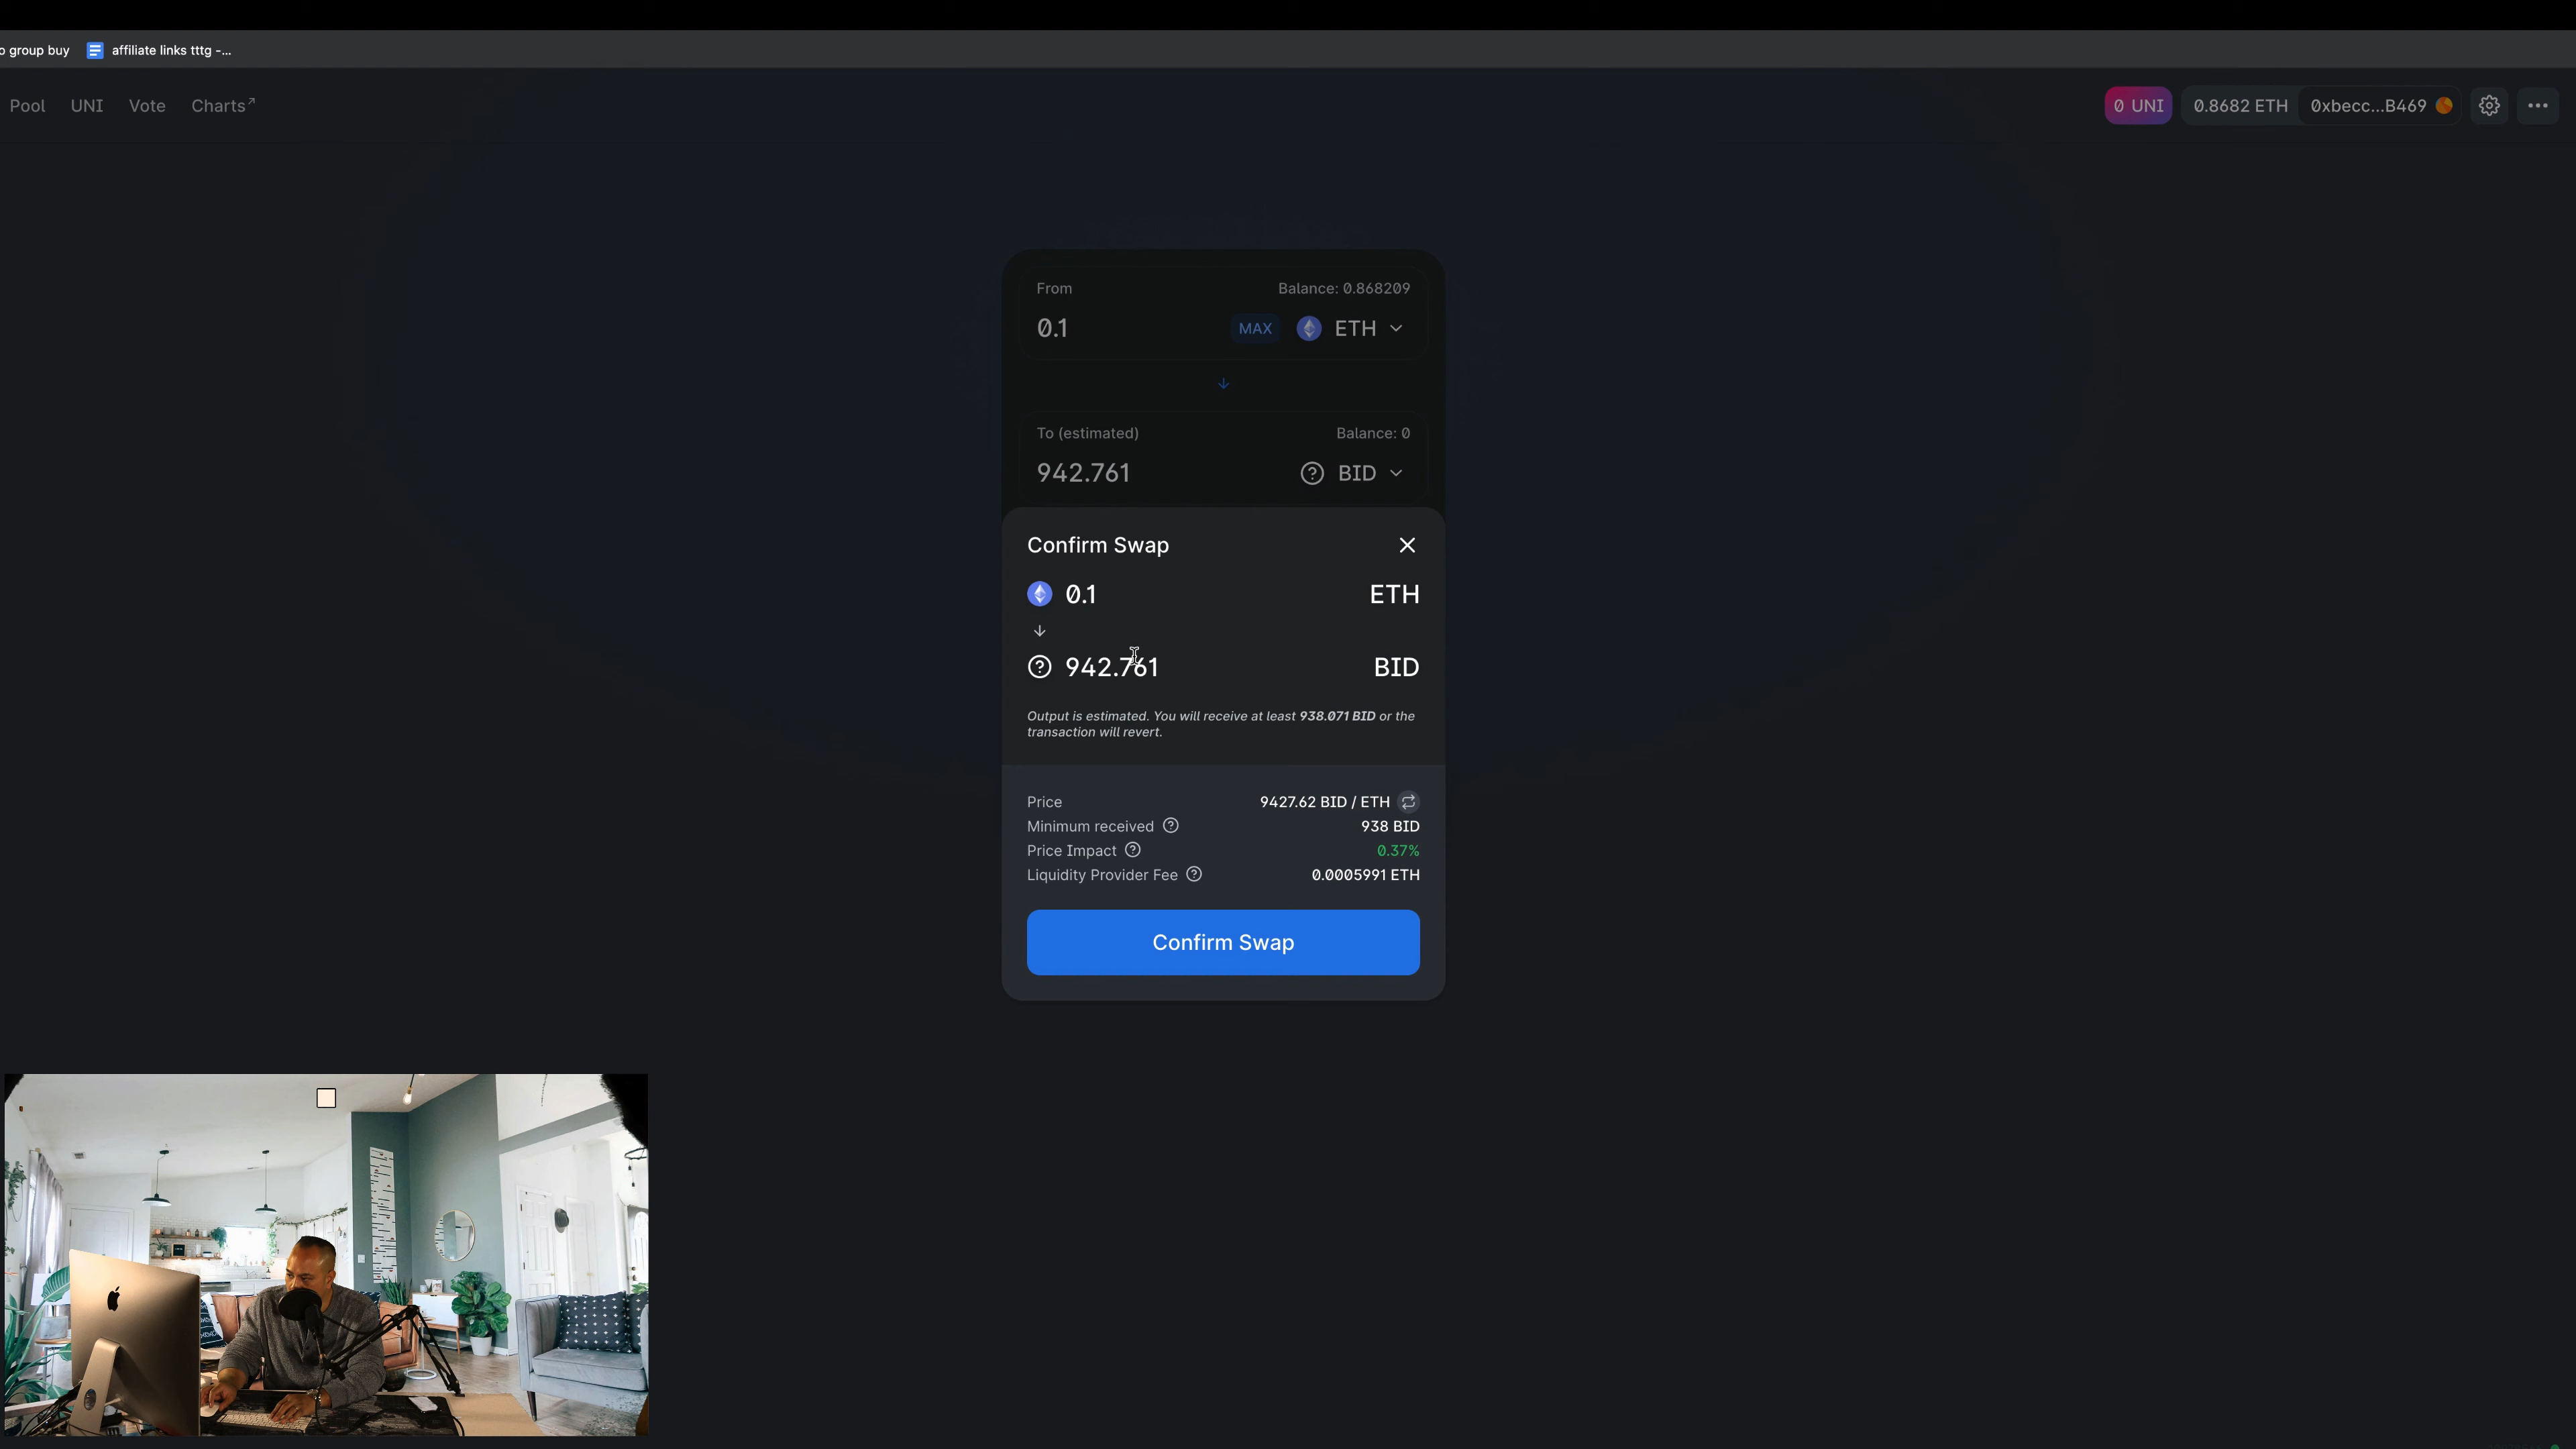 o group buy affiliate links tttg -...
Pool UNI Vote Charts↗ 0 UNI 0.8682 ETH 0xbecc...B469
From Balance: 0.868209
0.1 MAX ETH
To (estimated) Balance: 0
942.761 BID
Confirm Swap
0.1 ETH
942.761 BID
Output is estimated. You will receive at least 938.071 BID or the
transaction will revert.
Price 9427.62 BID / ETH
Minimum received 938 BID
Price Impact 0.37%
Liquidity Provider Fee 0.0005991 ETH
Confirm Swap